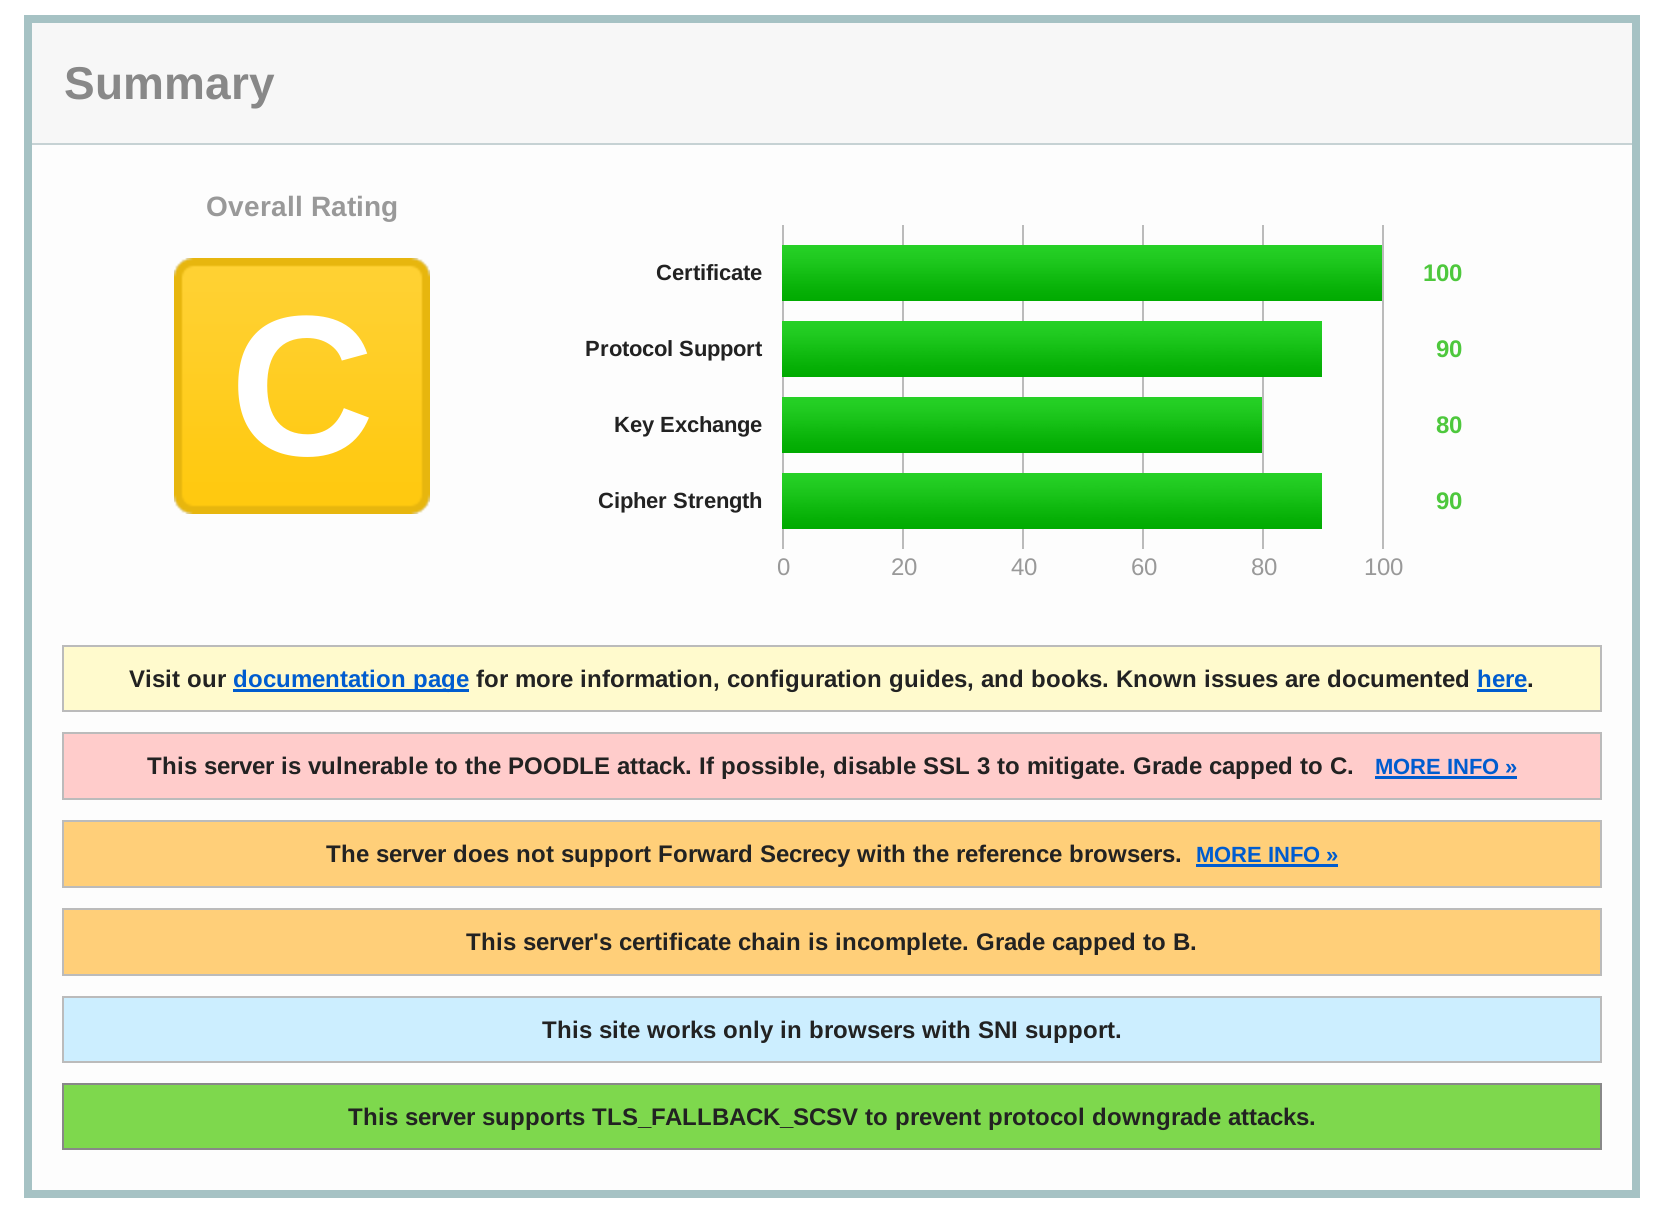 Summary
Overall Rating
C
Certificate 100
Protocol Support 90
Key Exchange 80
Cipher Strength 90
0 20 40 60 80 100
Visit our documentation page for more information, configuration guides, and books. Known issues are documented here.
This server is vulnerable to the POODLE attack. If possible, disable SSL 3 to mitigate. Grade capped to C. MORE INFO »
The server does not support Forward Secrecy with the reference browsers. MORE INFO »
This server's certificate chain is incomplete. Grade capped to B.
This site works only in browsers with SNI support.
This server supports TLS_FALLBACK_SCSV to prevent protocol downgrade attacks.